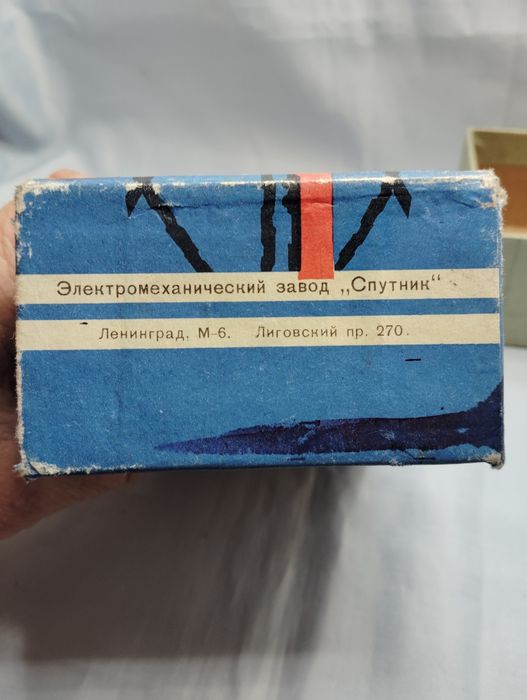 Электромеханический завод „Спутник“
Ленинград, М-6. Лиговский пр. 270.